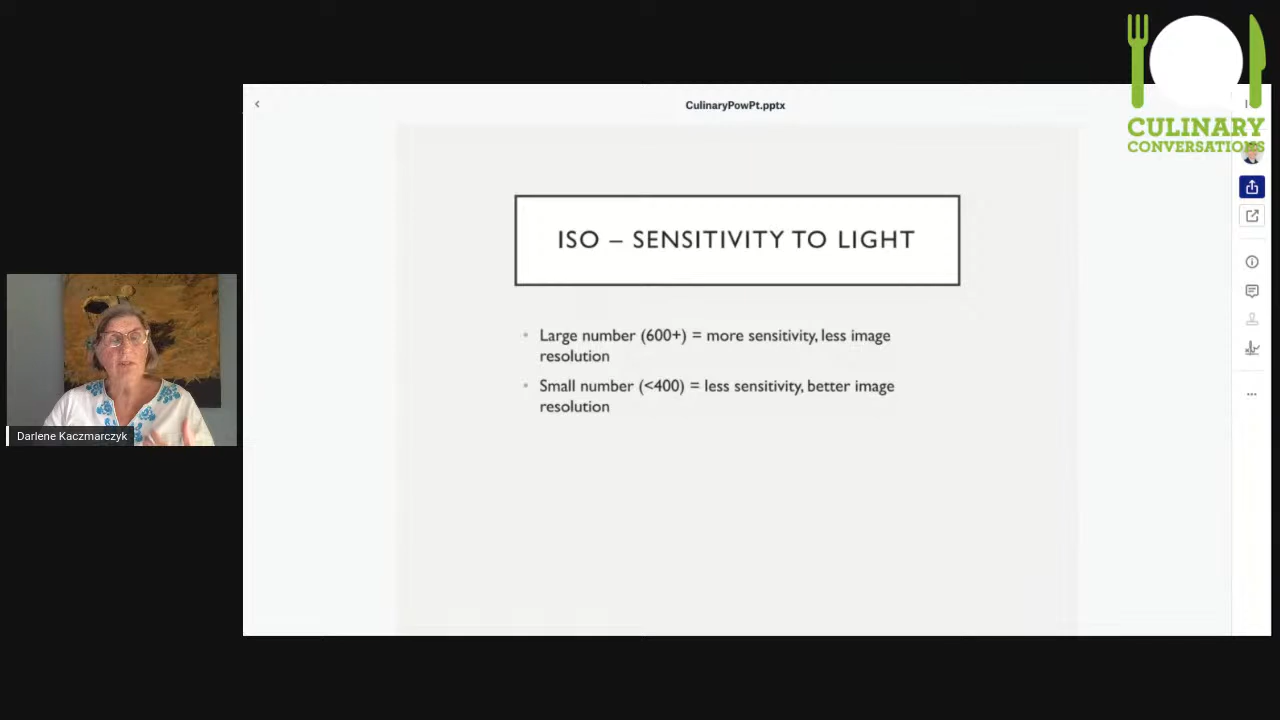 CULINARY
CONVERSATIONS
CulinaryPowPt.pptx
ISO – SENSITIVITY TO LIGHT
• Large number (600+) = more sensitivity, less image
resolution
• Small number (<400) = less sensitivity, better image
resolution
Darlene Kaczmarczyk